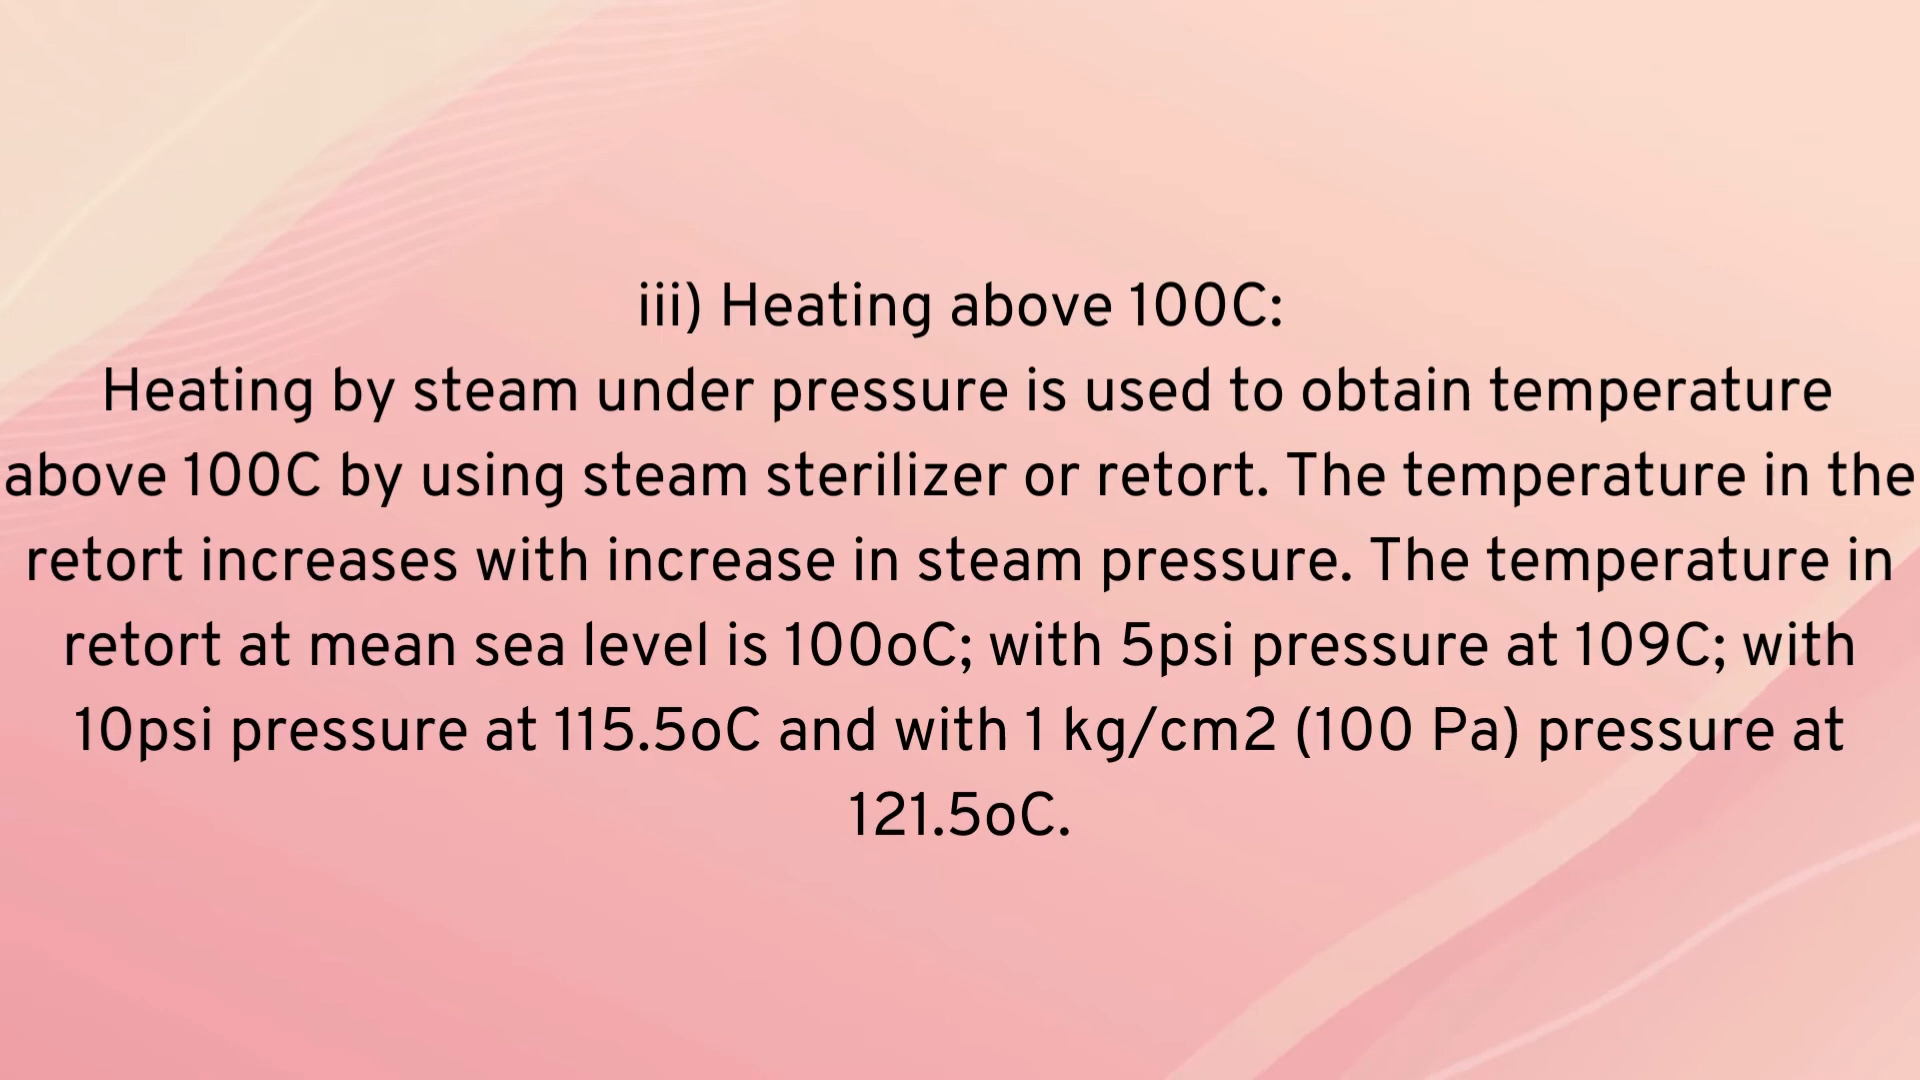 iii) Heating above 100C:
Heating by steam under pressure is used to obtain temperature
above 100C by using steam sterilizer or retort. The temperature in the
retort increases with increase in steam pressure. The temperature in
retort at mean sea level is 100oC; with 5psi pressure at 109C; with
10psi pressure at 115.5oC and with 1 kg/cm2 (100 Pa) pressure at
121.5oC.